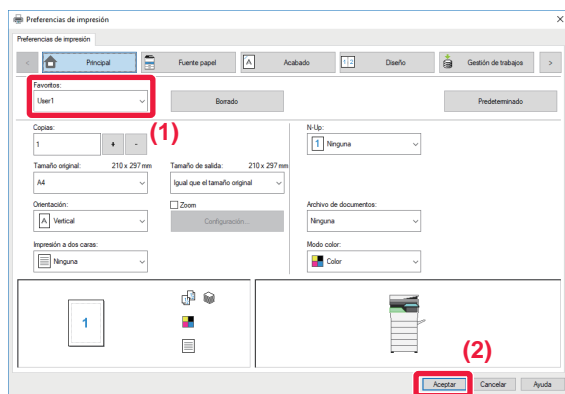 Preferencias de impresión
Preferencias de impresión
Principal Fuente papel Acabado Diseño Gestión de trabajos
Favoritos:
User1 Borrado Predeterminado
(1)
Copias: N-Up:
1 + - 1 Ninguna
Tamaño original: 210 x 297 mm Tamaño de salida: 210 x 297 mm
A4 Igual que el tamaño original
Orientación: Zoom Archivo de documentos:
A Vertical Configuración... Ninguna
Impresión a dos caras: Modo color:
Ninguna Color
1
(2)
Aceptar Cancelar Ayuda